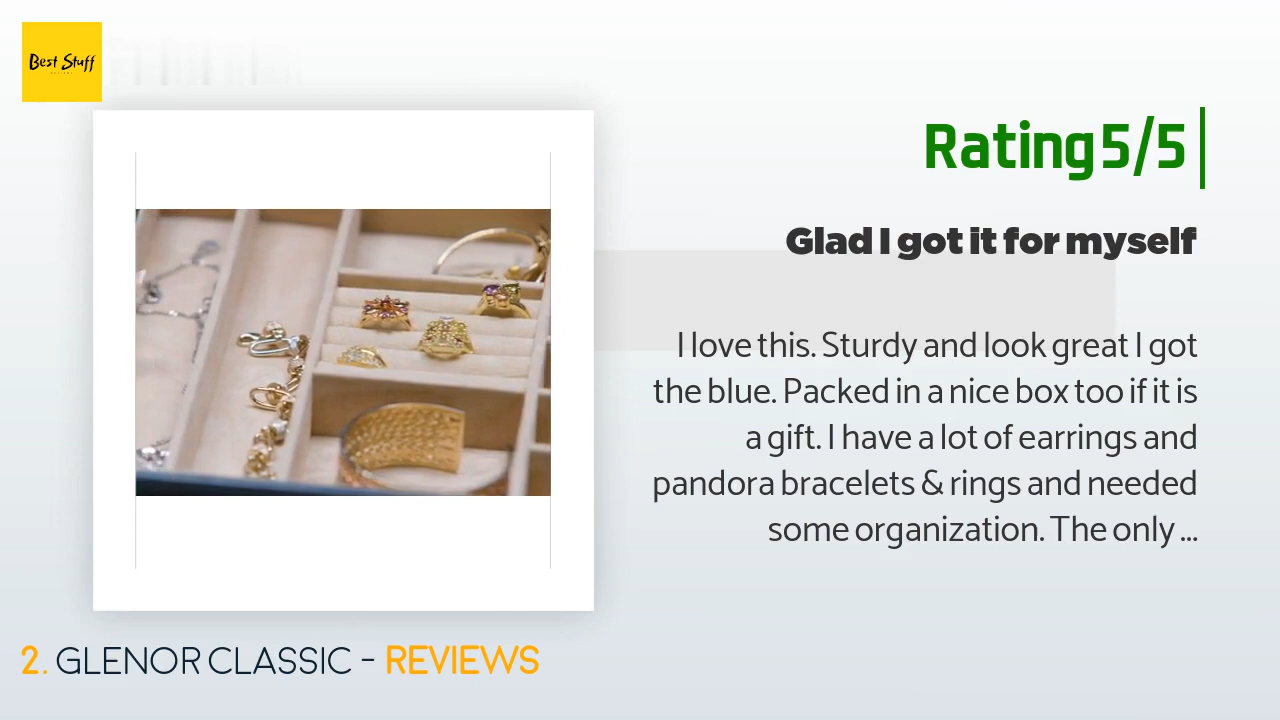 Best Stuff
Rating 5/5
Glad I got it for myself
I love this. Sturdy and look great I got
the blue. Packed in a nice box too if it is
a gift. I have a lot of earrings and
pandora bracelets & rings and needed
some organization. The only ...
2. GLENOR CLASSIC - REVIEWS